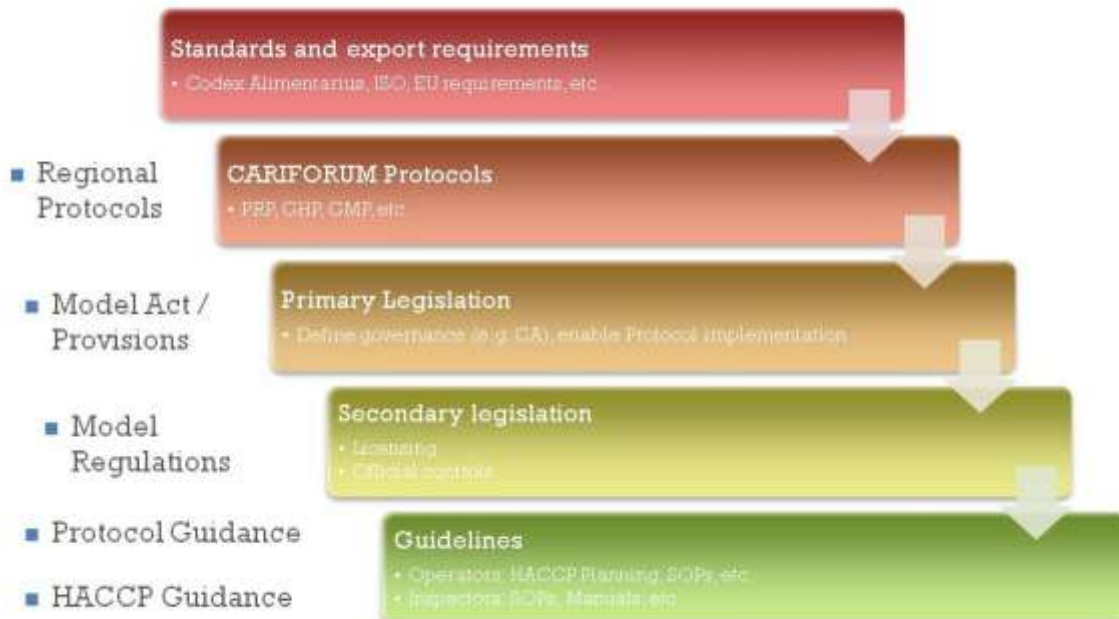 Standards and export requirements
• Codex Alimentarius, ISO, EU requirements, etc
▪ Regional
Protocols
CARIFORUM Protocols
• PRP, GHP, GMP, etc
▪ Model Act /
Provisions
Primary Legislation
• Define governance (e.g. CA), enable Protocol implementation
▪ Model
Regulations
Secondary legislation
• Licensing
• Official controls
▪ Protocol Guidance
▪ HACCP Guidance
Guidelines
• Operators: HACCP Planning, SOPs, etc
• Inspectors: SOPs, Manuals, etc